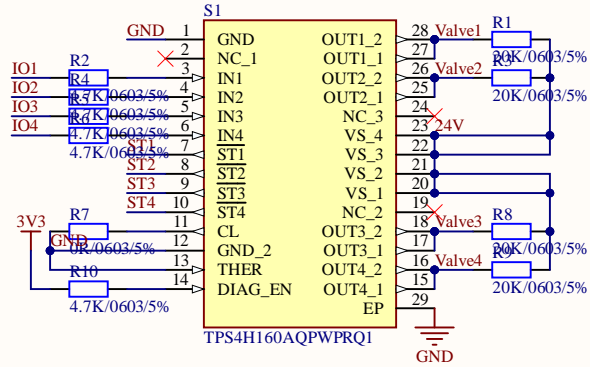 S1
GND 1 GND OUT1_2 28 Valve1 R1
2 NC_1 OUT1_1 27 20K/0603/5%
IO1 R2 3 IN1 OUT2_2 26 Valve2 R3
IO2 R4 4.7K/0603/5% 4 IN2 OUT2_1 25 20K/0603/5%
IO3 R5 4.7K/0603/5% 5 IN3 NC_3 24
IO4 R6 6 IN4 VS_4 23 24V
4.7K/0603/5%
ST1 7 ST1 VS_3 22
ST2 8 ST2 VS_2 21
ST3 9 ST3 VS_1 20
ST4 10 ST4 NC_2 19
3V3 R7 11 CL OUT3_2 18 Valve3 R8
GND 0R/0603/5% 12 GND_2 OUT3_1 17 20K/0603/5%
R10 13 THER OUT4_2 16 Valve4 R9
14 DIAG_EN OUT4_1 15
4.7K/0603/5% EP 29 20K/0603/5%
TPS4H160AQPWPRQ1
GND